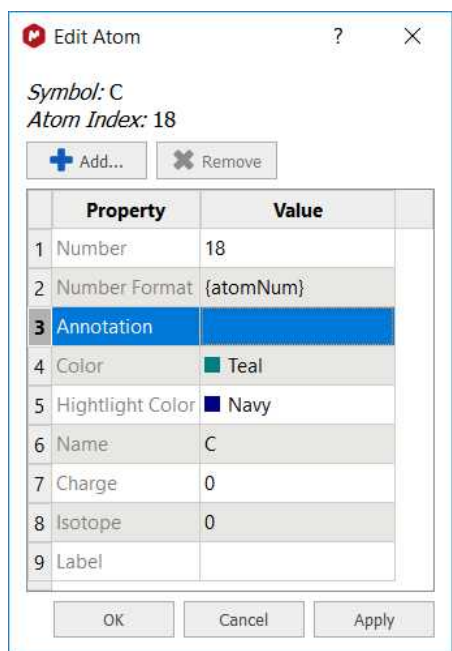 Edit Atom ? ×
Symbol: C
Atom Index: 18
Add... Remove
Property Value
1 Number 18
2 Number Format {atomNum}
3 Annotation
4 Color Teal
5 Hightlight Color Navy
6 Name C
7 Charge 0
8 Isotope 0
9 Label
OK Cancel Apply